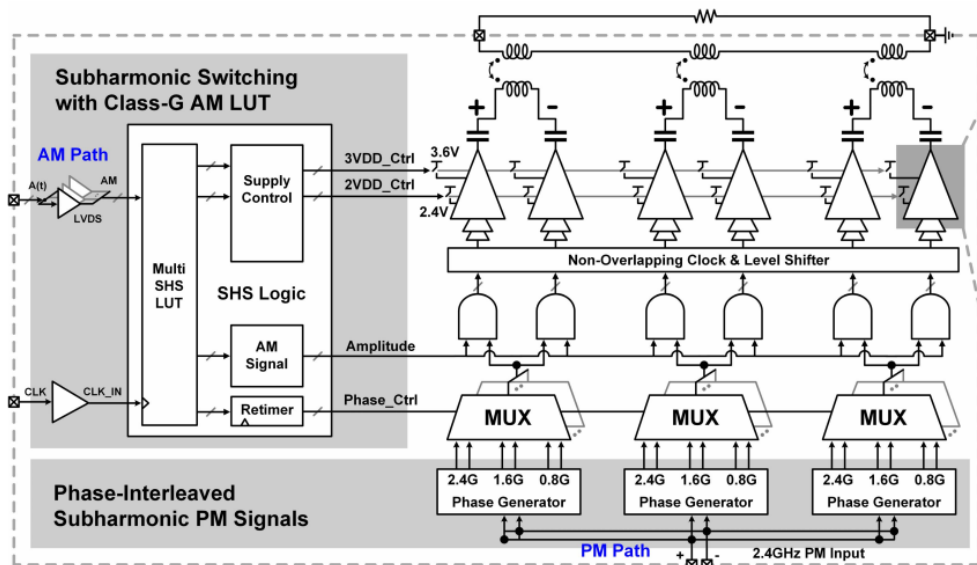 Subharmonic Switching
with Class-G AM LUT
AM Path
A(t)
AM
LVDS
CLK
CLK_IN
Multi
SHS
LUT
Supply
Control
SHS Logic
AM
Signal
Retimer
3VDD_Ctrl
2VDD_Ctrl
3.6V
2.4V
+ - + - + -
Non-Overlapping Clock & Level Shifter
Amplitude
Phase_Ctrl
MUX MUX MUX
2.4G 1.6G 0.8G 2.4G 1.6G 0.8G 2.4G 1.6G 0.8G
Phase Generator Phase Generator Phase Generator
Phase-Interleaved
Subharmonic PM Signals
PM Path + - 2.4GHz PM Input